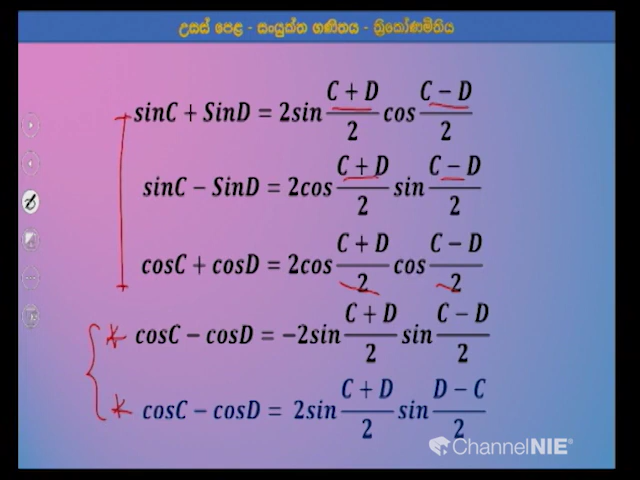 උසස් පෙළ - සංයුක්ත ගණිතය - ත්‍රිකෝණමිතිය
sinC + SinD = 2sin (C + D)/2 cos (C − D)/2
sinC − SinD = 2cos (C + D)/2 sin (C − D)/2
cosC + cosD = 2cos (C + D)/2 cos (C − D)/2
* cosC − cosD = −2sin (C + D)/2 sin (C − D)/2
* cosC − cosD = 2sin (C + D)/2 sin (D − C)/2
ChannelNIE®